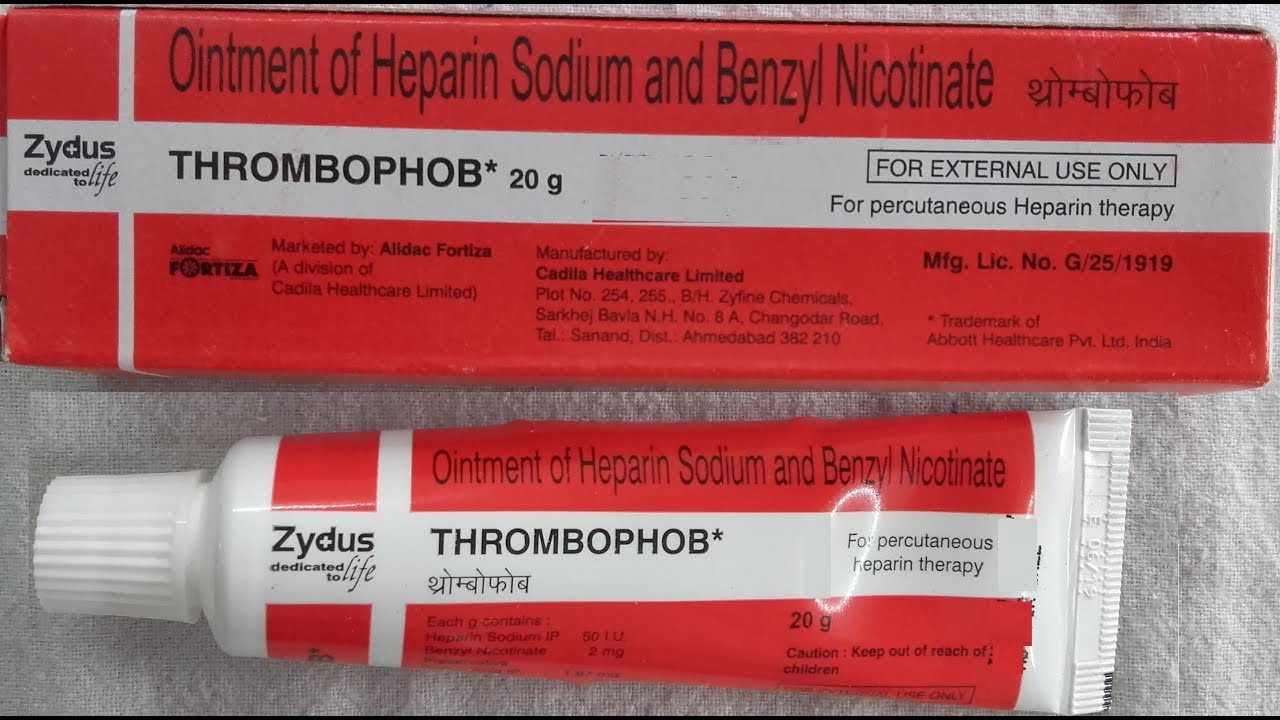 Ointment of Heparin Sodium and Benzyl Nicotinate थ्रोम्बोफोब
Zydus
dedicated
to life
THROMBOPHOB* 20 g
FOR EXTERNAL USE ONLY
For percutaneous Heparin therapy
Alidac
FORTIZA
Marketed by: Alidac Fortiza
(A division of
Cadila Healthcare Limited)
Manufactured by:
Cadila Healthcare Limited
Plot No. 254, 255., B/H. Zyfine Chemicals,
Sarkhej Bavla N.H. No. 8 A, Changodar Road,
Tal.: Sanand, Dist.: Ahmedabad 382 210
Mfg. Lic. No. G/25/1919
* Trademark of
Abbott Healthcare Pvt. Ltd. India
Ointment of Heparin Sodium and Benzyl Nicotinate
Zydus
dedicated
to life
THROMBOPHOB*
थ्रोम्बोफोब
For percutaneous
heparin therapy
Each g contains :
Heparin Sodium IP 50 I.U.
Benzyl Nicotinate 2 mg
20 g
Caution : Keep out of reach of
children
EXTERNAL USE ONLY